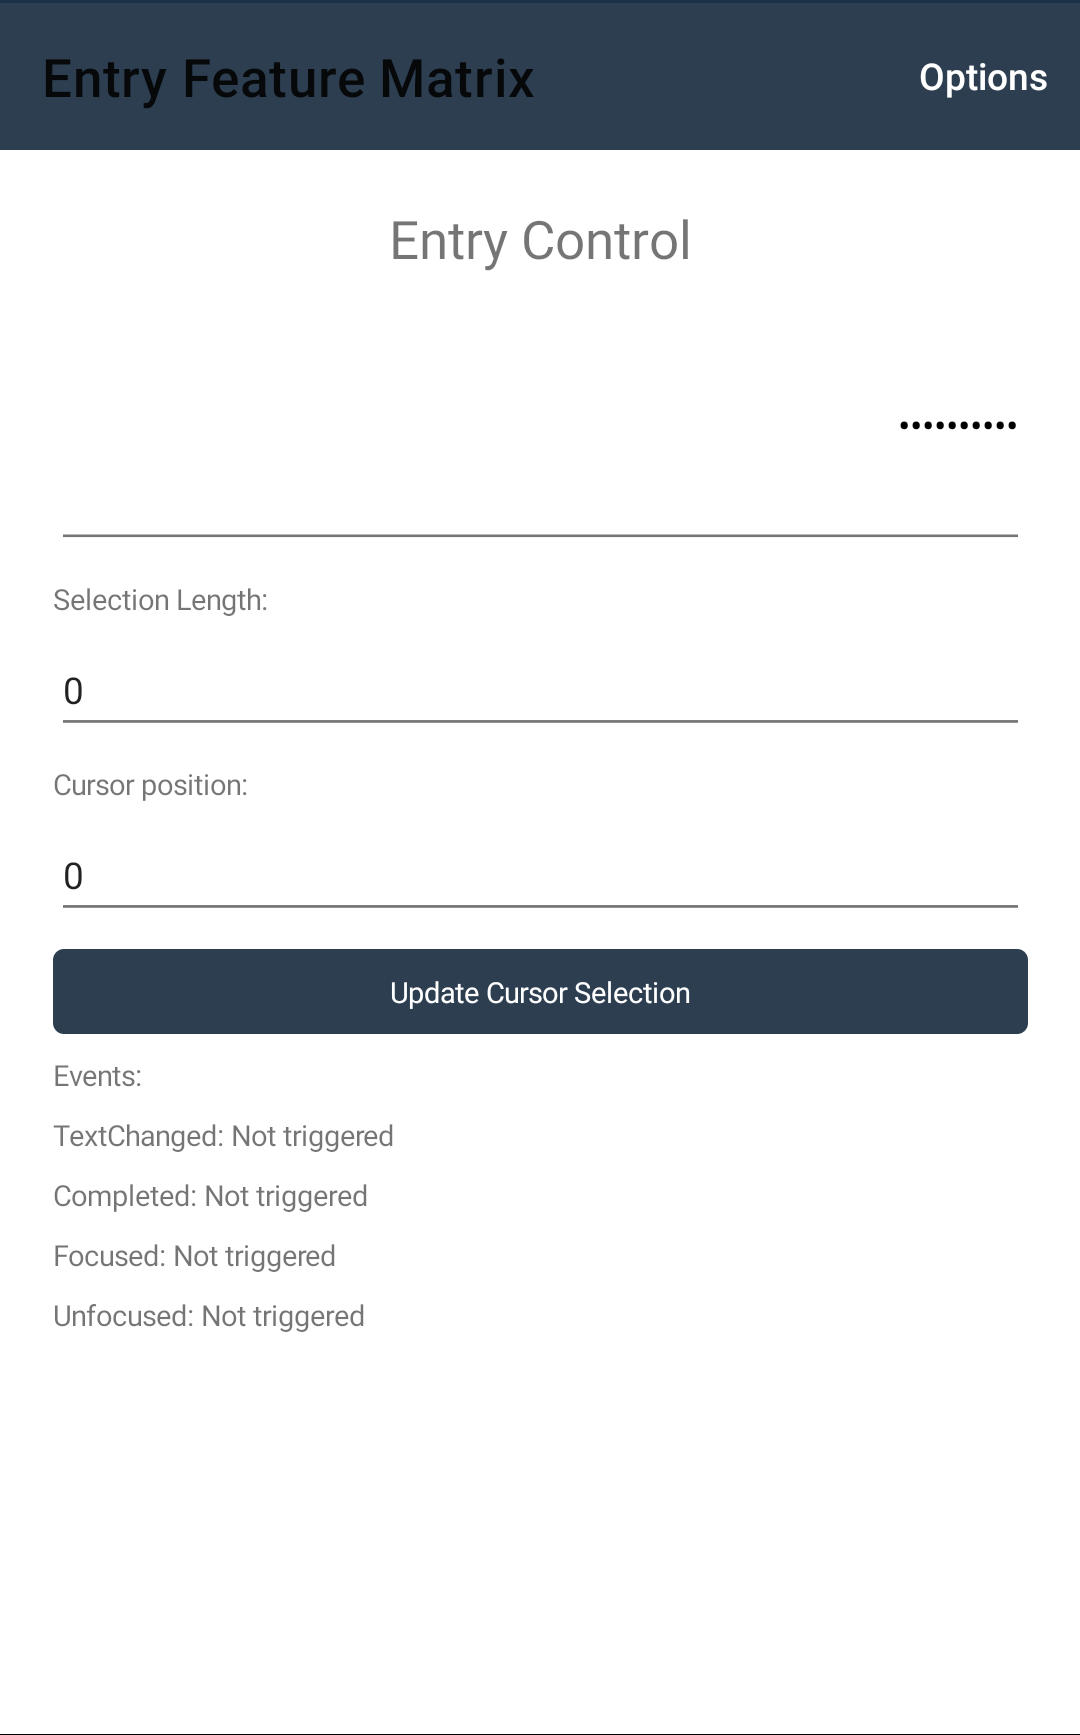 Entry Feature Matrix
Options
Entry Control
••••••••••
Selection Length:
0
Cursor position:
0
Update Cursor Selection
Events:
TextChanged: Not triggered
Completed: Not triggered
Focused: Not triggered
Unfocused: Not triggered